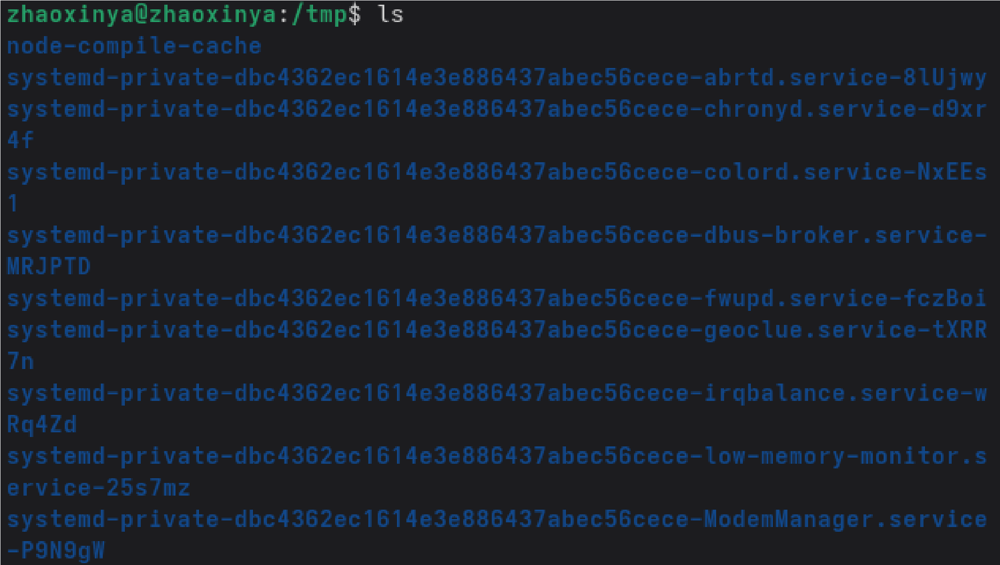 zhaoxinya@zhaoxinya:/tmp$ ls
node-compile-cache
systemd-private-dbc4362ec1614e3e886437abec56cece-abrtd.service-8lUjwy
systemd-private-dbc4362ec1614e3e886437abec56cece-chronyd.service-d9xr
4f
systemd-private-dbc4362ec1614e3e886437abec56cece-colord.service-NxEEs
1
systemd-private-dbc4362ec1614e3e886437abec56cece-dbus-broker.service-
MRJPTD
systemd-private-dbc4362ec1614e3e886437abec56cece-fwupd.service-fczBoi
systemd-private-dbc4362ec1614e3e886437abec56cece-geoclue.service-tXRR
7n
systemd-private-dbc4362ec1614e3e886437abec56cece-irqbalance.service-w
Rq4Zd
systemd-private-dbc4362ec1614e3e886437abec56cece-low-memory-monitor.s
ervice-25s7mz
systemd-private-dbc4362ec1614e3e886437abec56cece-ModemManager.service
-P9N9gW